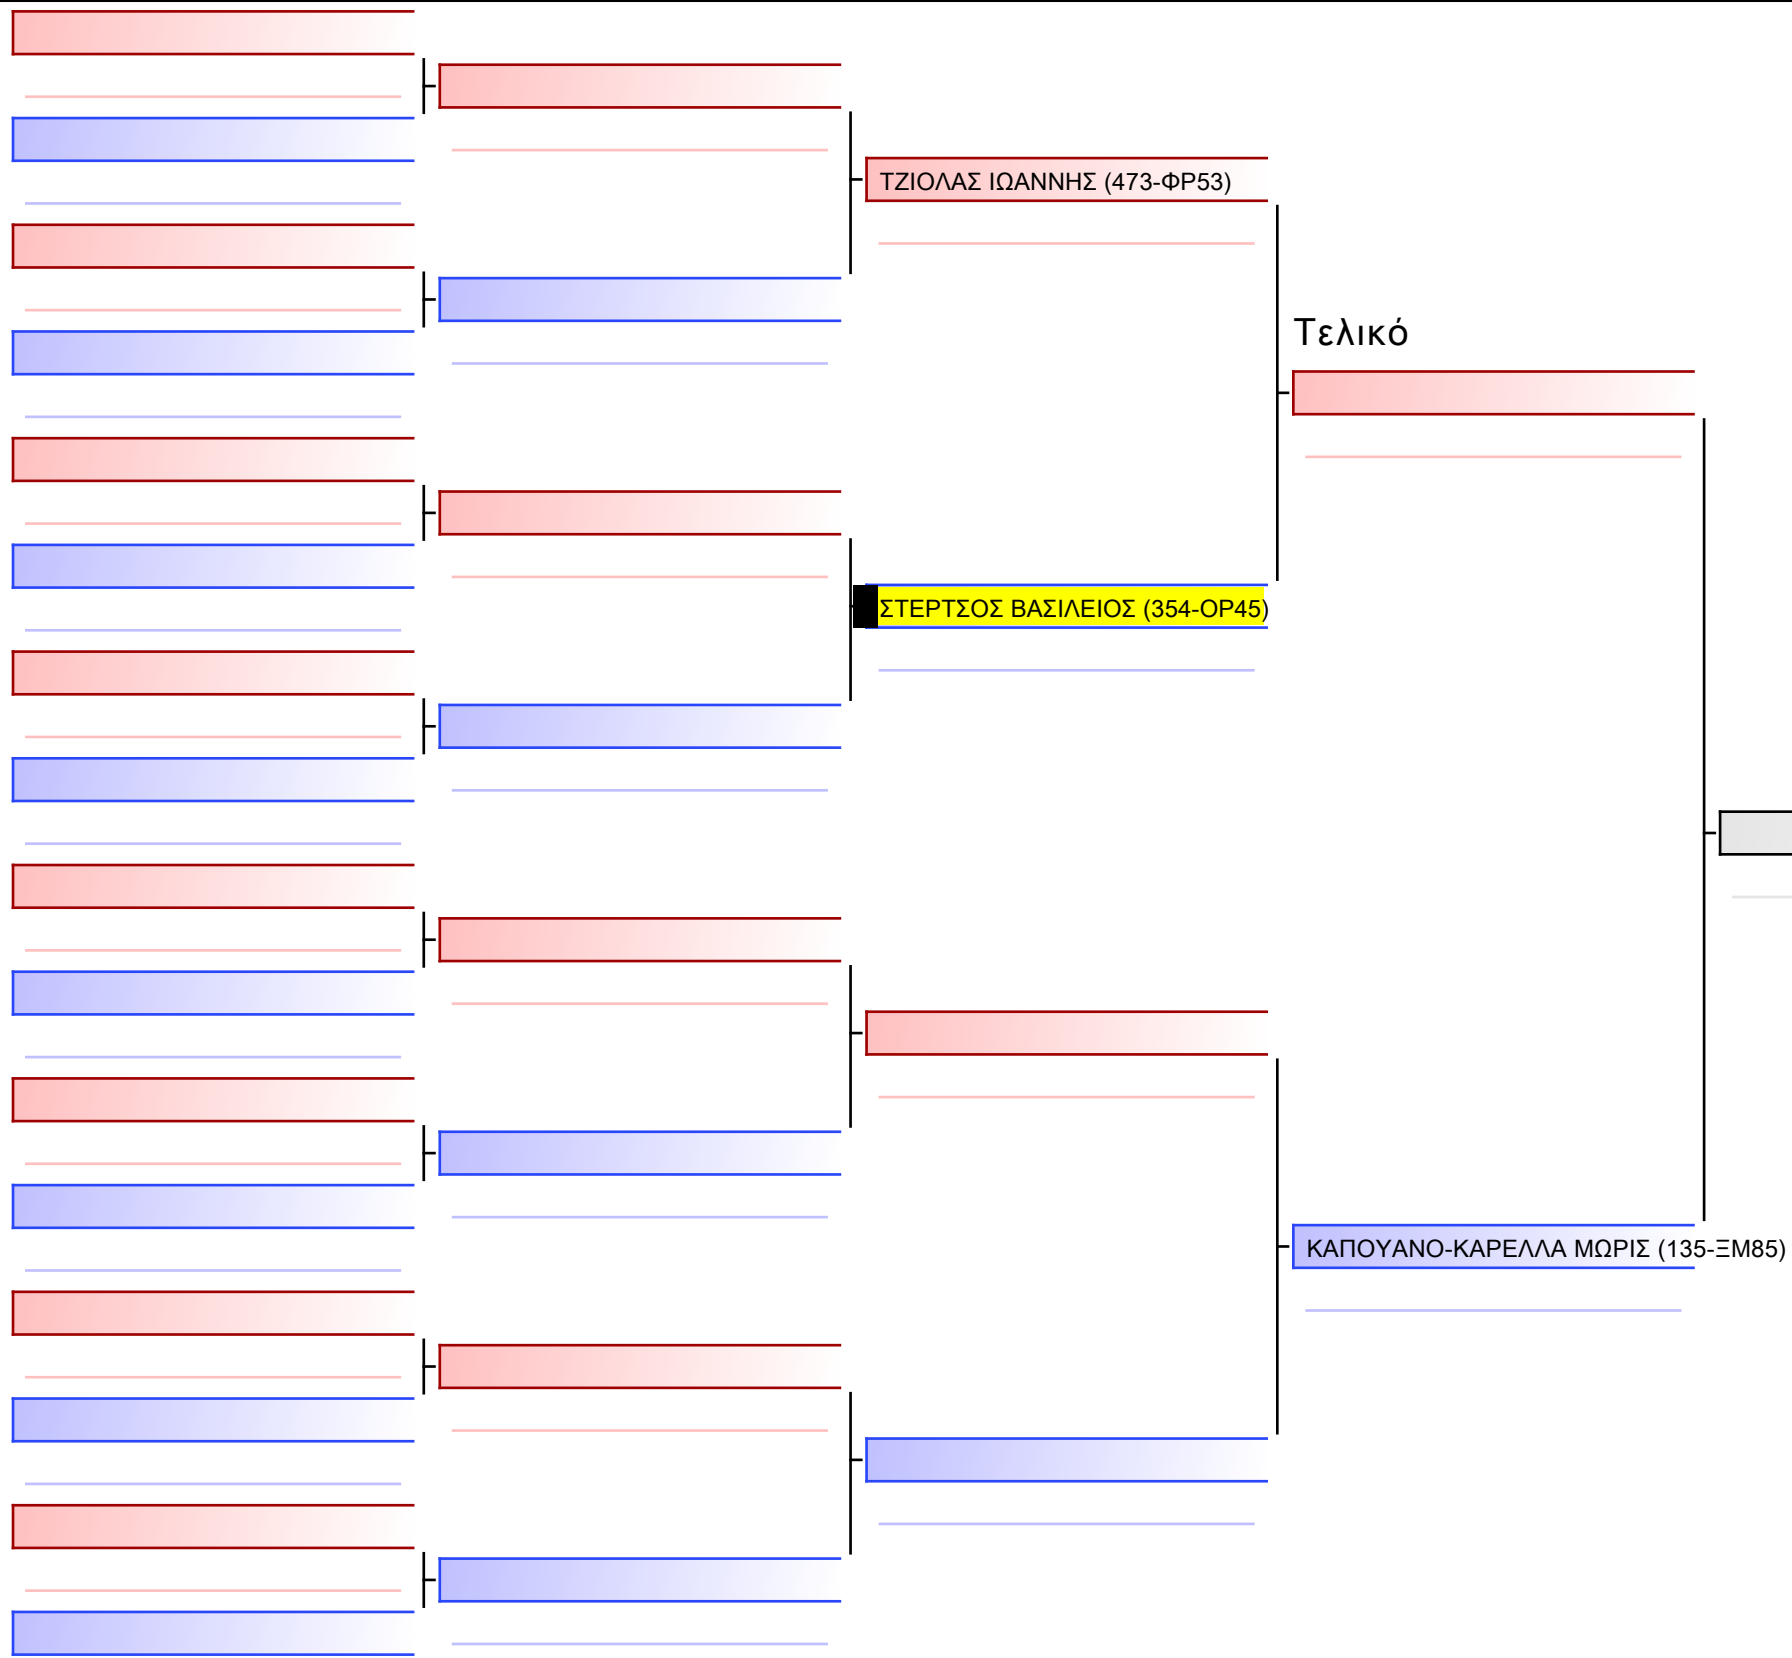 ΤΖΙΟΛΑΣ ΙΩΑΝΝΗΣ (473-ΦΡ53)
Τελικό
ΣΤΕΡΤΣΟΣ ΒΑΣΙΛΕΙΟΣ (354-ΟΡ45)
ΚΑΠΟΥΑΝΟ-ΚΑΡΕΛΛΑ ΜΩΡΙΣ (135-ΞΜ85)